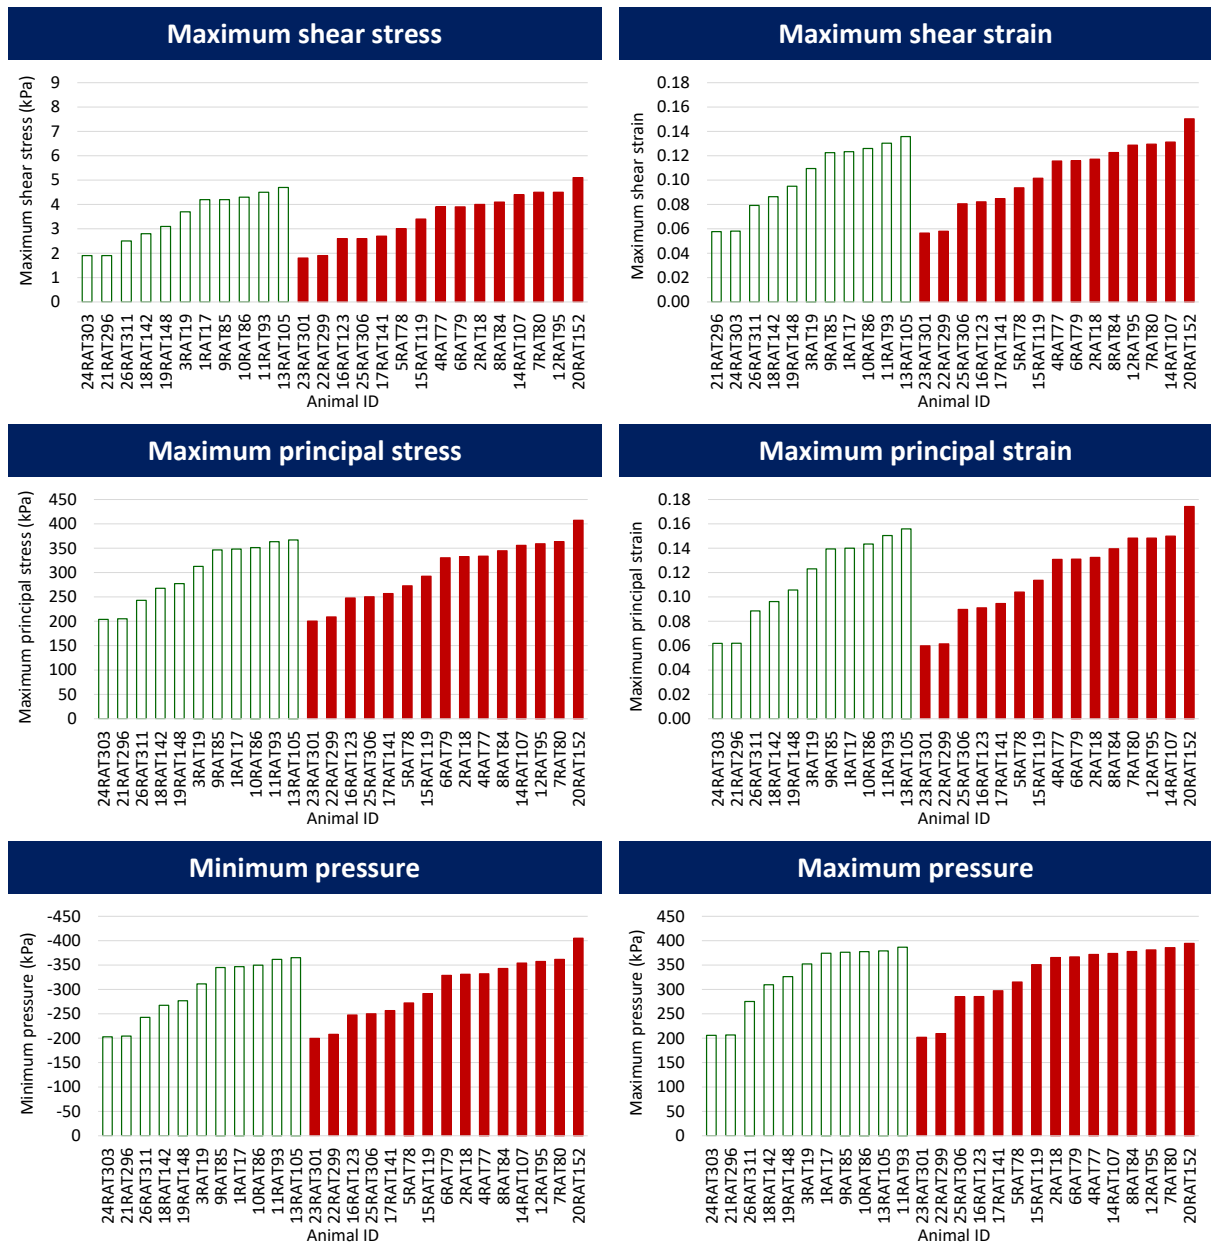 Maximum shear stress
Maximum shear stress (kPa)
9
8
7
6
5
4
3
2
1
0
24RAT303
21RAT296
26RAT311
18RAT142
19RAT148
3RAT19
1RAT17
9RAT85
10RAT86
11RAT93
13RAT105
23RAT301
22RAT299
16RAT123
25RAT306
17RAT141
5RAT78
15RAT119
4RAT77
6RAT79
2RAT18
8RAT84
14RAT107
7RAT80
12RAT95
20RAT152
Animal ID
Maximum shear strain
Maximum shear strain
0.18
0.16
0.14
0.12
0.10
0.08
0.06
0.04
0.02
0.00
21RAT296
24RAT303
26RAT311
18RAT142
19RAT148
3RAT19
9RAT85
1RAT17
10RAT86
11RAT93
13RAT105
23RAT301
22RAT299
25RAT306
16RAT123
17RAT141
5RAT78
15RAT119
4RAT77
6RAT79
2RAT18
8RAT84
12RAT95
7RAT80
14RAT107
20RAT152
Animal ID
Maximum principal stress
Maximum principal stress (kPa)
450
400
350
300
250
200
150
100
50
0
24RAT303
21RAT296
26RAT311
18RAT142
19RAT148
3RAT19
9RAT85
1RAT17
10RAT86
11RAT93
13RAT105
23RAT301
22RAT299
16RAT123
25RAT306
17RAT141
5RAT78
15RAT119
6RAT79
2RAT18
4RAT77
8RAT84
14RAT107
12RAT95
7RAT80
20RAT152
Animal ID
Maximum principal strain
Maximum principal strain
0.18
0.16
0.14
0.12
0.10
0.08
0.06
0.04
0.02
0.00
24RAT303
21RAT296
26RAT311
18RAT142
19RAT148
3RAT19
9RAT85
1RAT17
10RAT86
11RAT93
13RAT105
23RAT301
22RAT299
25RAT306
16RAT123
17RAT141
5RAT78
15RAT119
4RAT77
6RAT79
2RAT18
8RAT84
7RAT80
12RAT95
14RAT107
20RAT152
Animal ID
Minimum pressure
Minimum pressure (kPa)
-450
-400
-350
-300
-250
-200
-150
-100
-50
0
24RAT303
21RAT296
26RAT311
18RAT142
19RAT148
3RAT19
9RAT85
1RAT17
10RAT86
11RAT93
13RAT105
23RAT301
22RAT299
16RAT123
25RAT306
17RAT141
5RAT78
15RAT119
6RAT79
2RAT18
4RAT77
8RAT84
14RAT107
12RAT95
7RAT80
20RAT152
Animal ID
Maximum pressure
Maximum pressure (kPa)
450
400
350
300
250
200
150
100
50
0
24RAT303
21RAT296
26RAT311
18RAT142
19RAT148
3RAT19
1RAT17
9RAT85
10RAT86
13RAT105
11RAT93
23RAT301
22RAT299
25RAT306
16RAT123
17RAT141
5RAT78
15RAT119
2RAT18
6RAT79
4RAT77
14RAT107
8RAT84
12RAT95
7RAT80
20RAT152
Animal ID